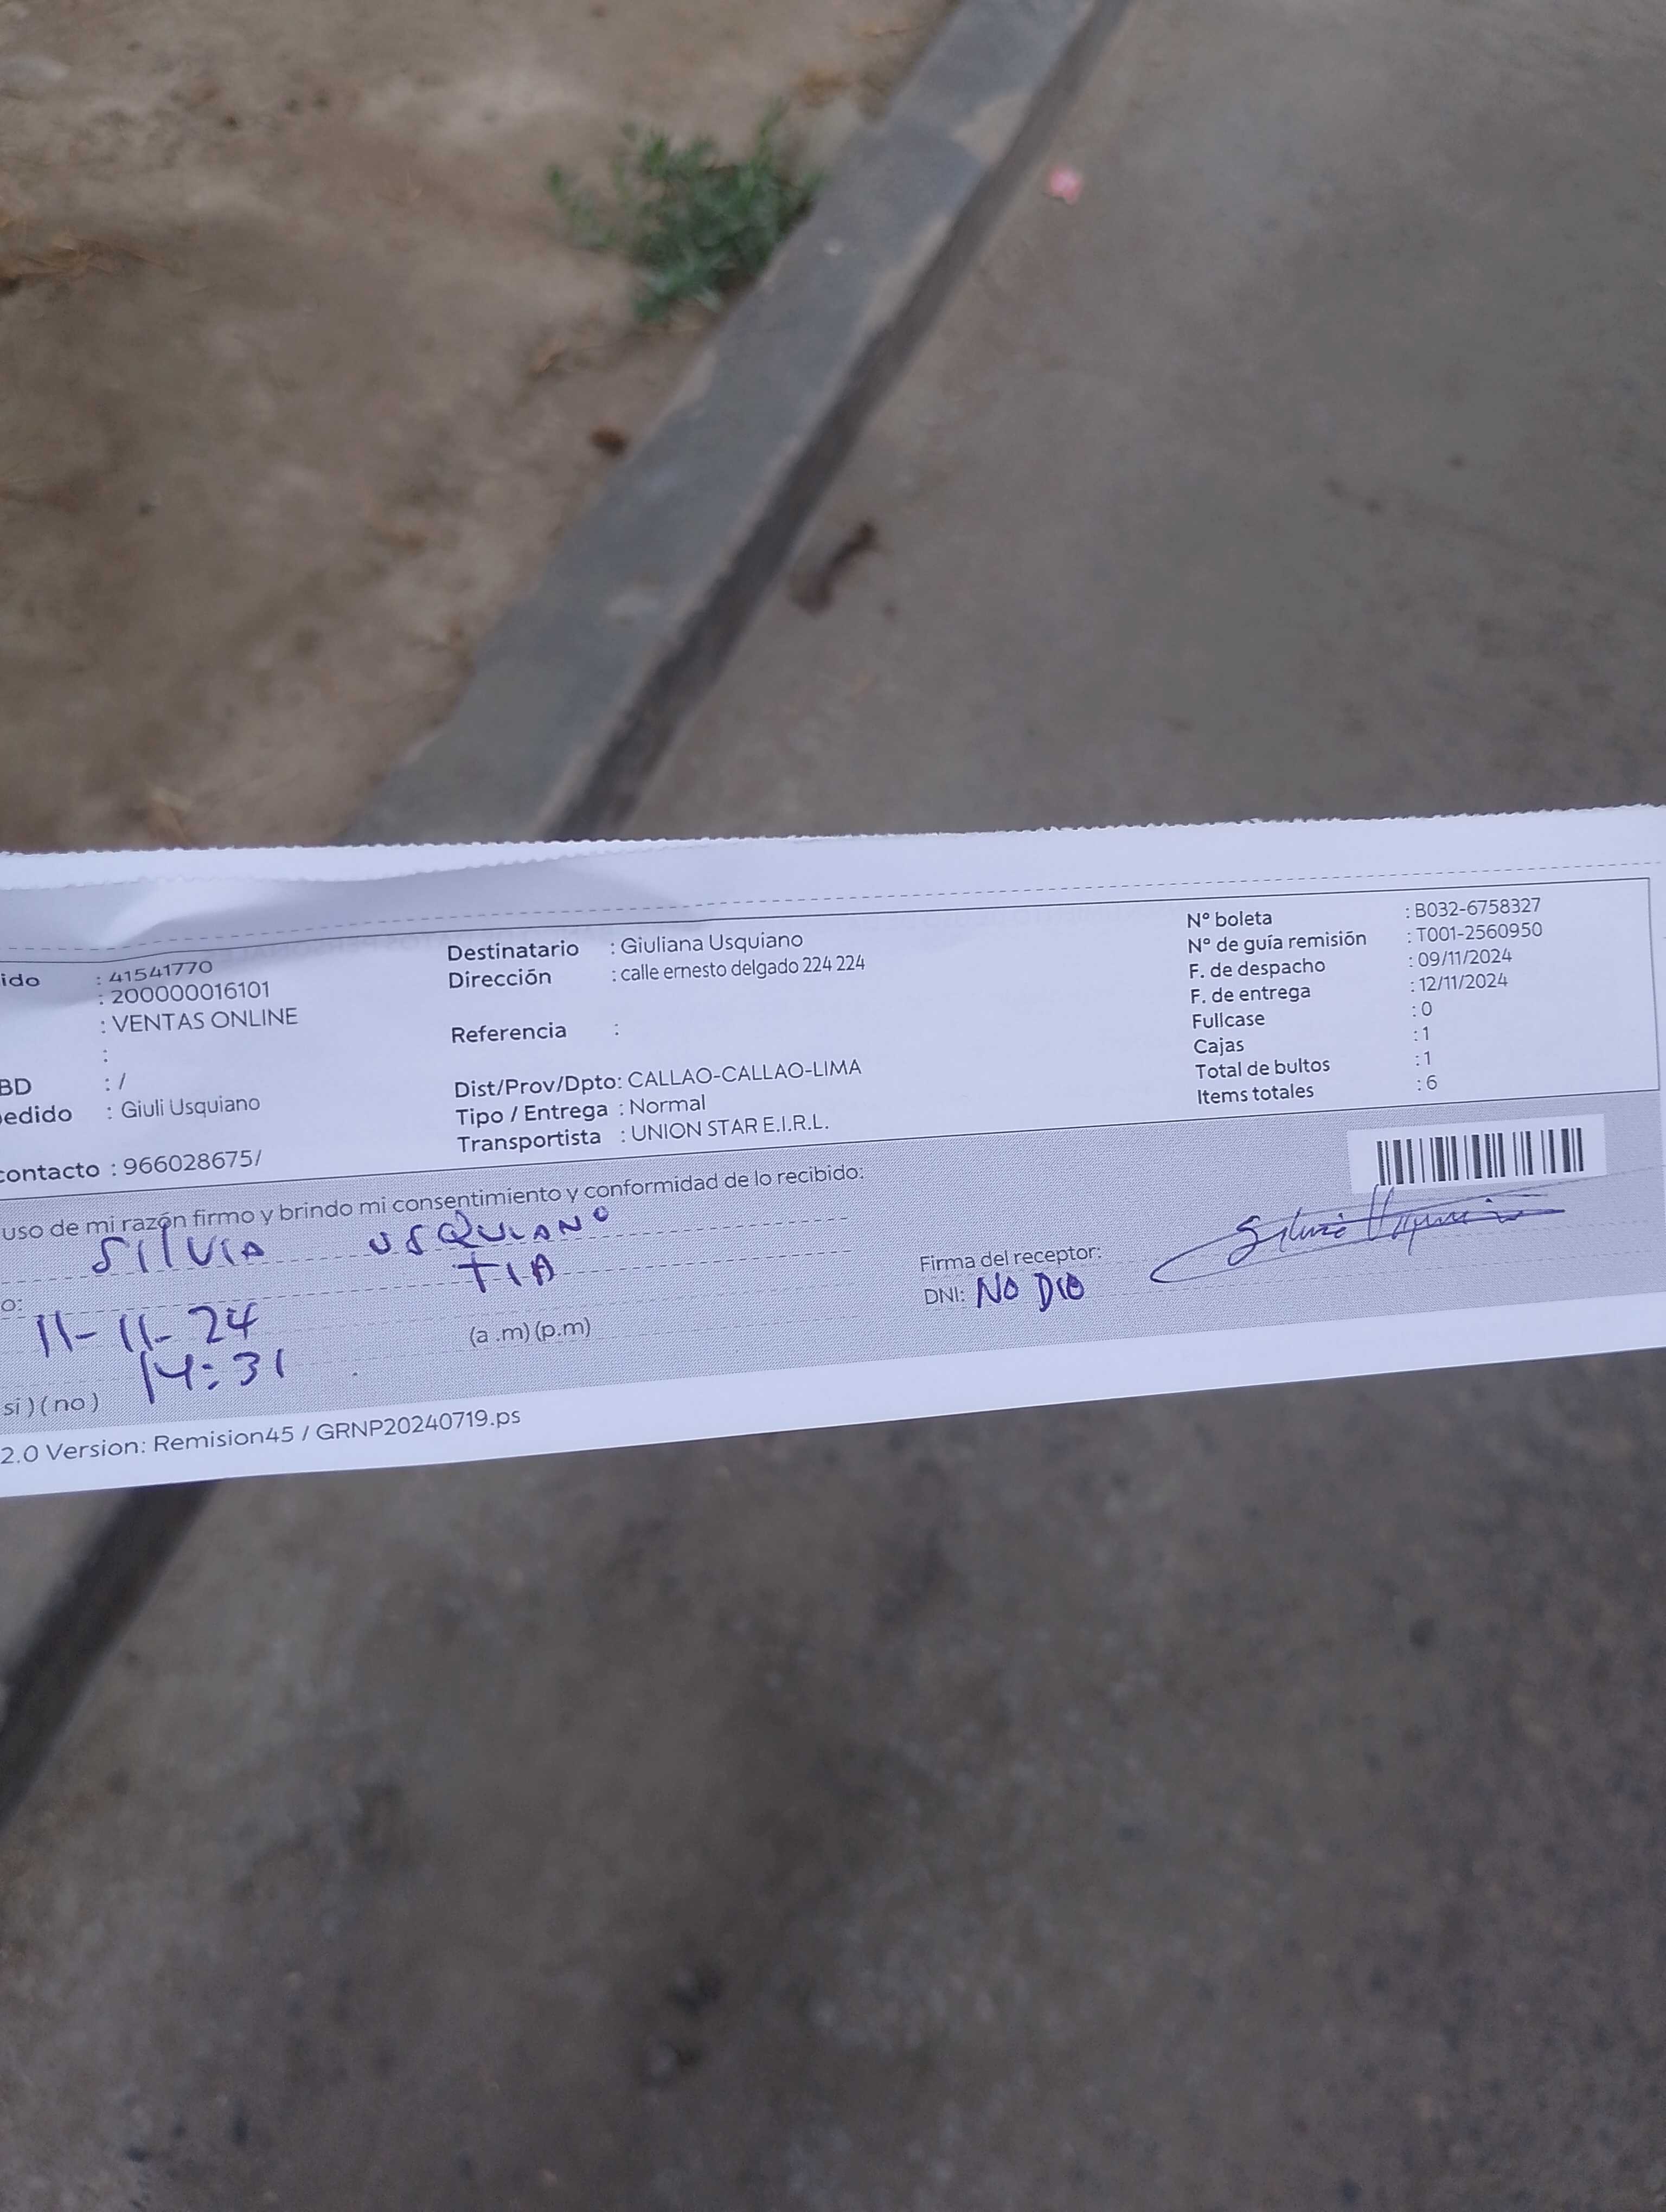 ido : 41541770
: 200000016101
: VENTAS ONLINE
:
BD : /
edido : Giuli Usquiano
contacto : 966028675/
Destinatario : Giuliana Usquiano
Dirección : calle ernesto delgado 224 224
Referencia :
Dist/Prov/Dpto: CALLAO-CALLAO-LIMA
Tipo / Entrega : Normal
Transportista : UNION STAR E.I.R.L.
Nº boleta : B032-6758327
Nº de guía remisión : T001-2560950
F. de despacho : 09/11/2024
F. de entrega : 12/11/2024
Fullcase : 0
Cajas : 1
Total de bultos : 1
Items totales : 6
uso de mi razón firmo y brindo mi consentimiento y conformidad de lo recibido:
SILVIA USQUIANO
TIA
o:
11-11-24
14:31
(a .m) (p.m)
sí ) ( no )
Firma del receptor: Silvia Usquiano
DNI: NO DIO
2.0 Version: Remision45 / GRNP20240719.ps